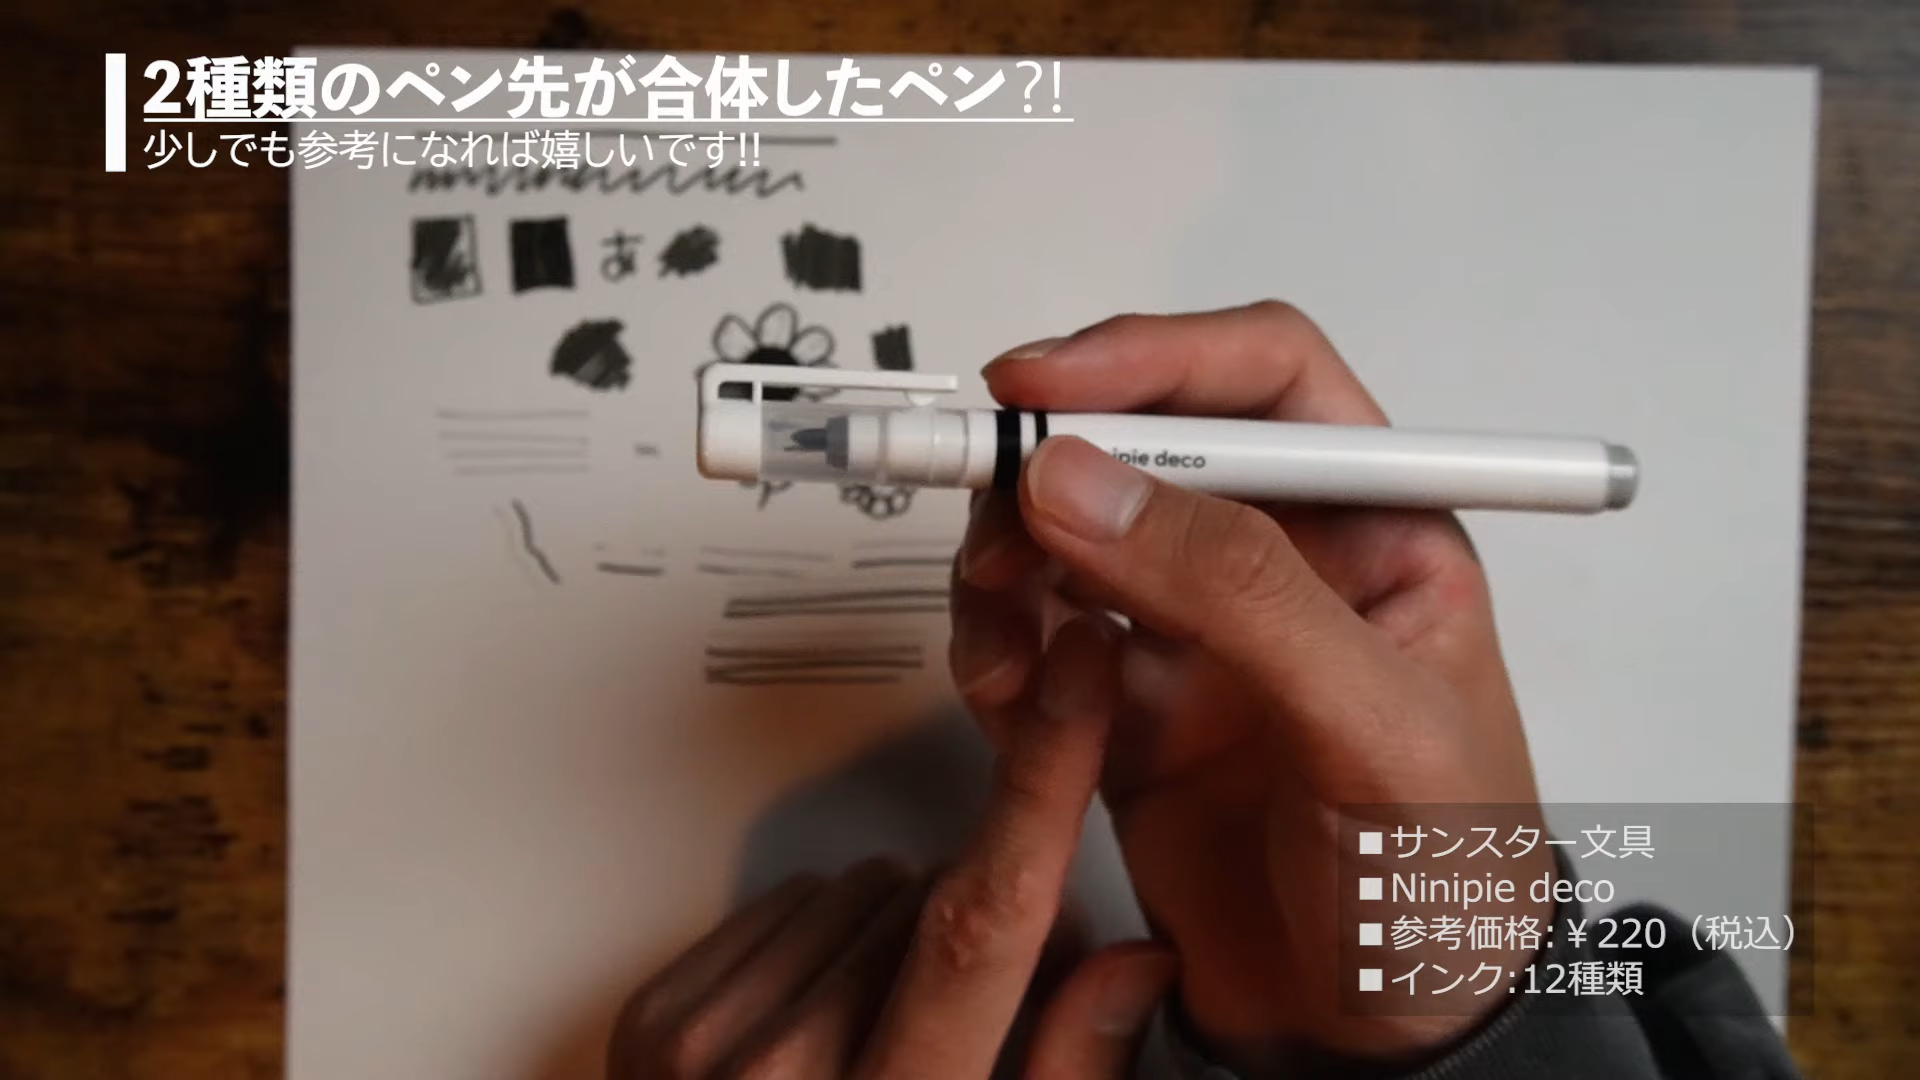 2種類のペン先が合体したペン?!
少しでも参考になれば嬉しいです!!
あ
ipie deco
■サンスター文具
■Ninipie deco
■参考価格:￥220（税込）
■インク:12種類